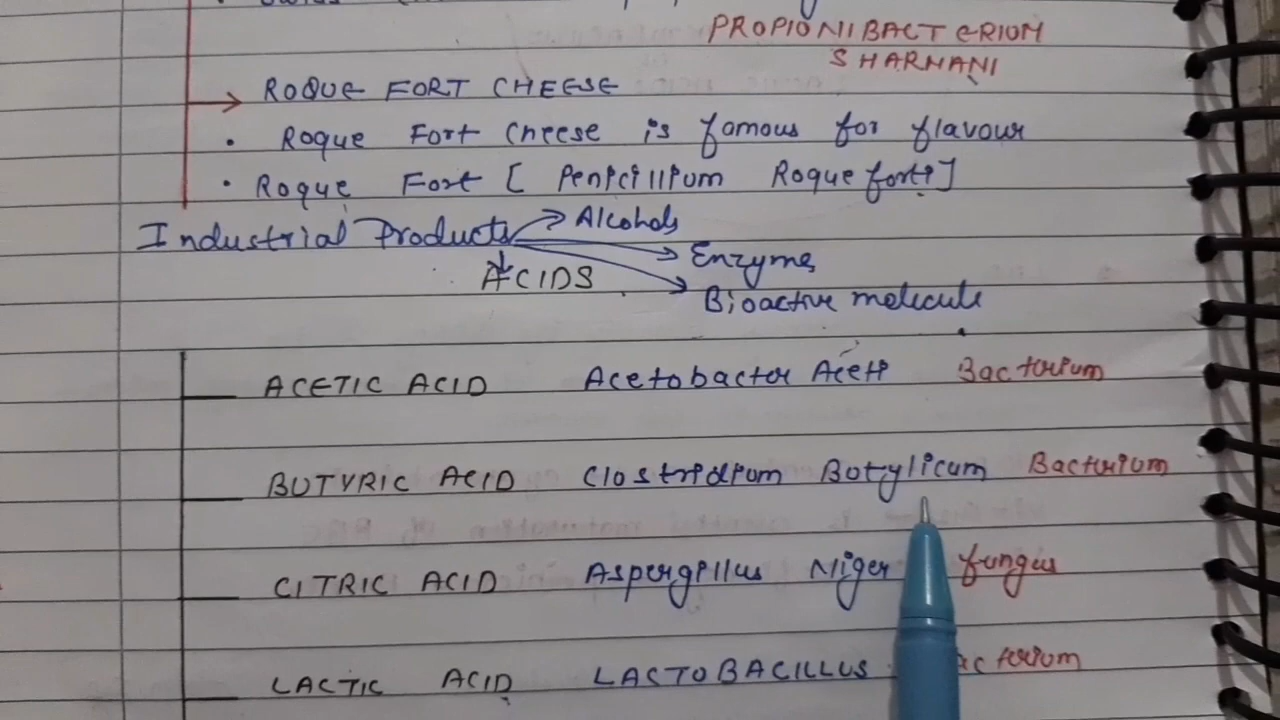 PROPIONIBACTERIUM
SHARMANI
ROQUE FORT CHEESE
• Roque Fort Cheese is famous for flavour
• Roque Fort [ Penicillium Roque forti ]
Industrial Products → Alcohols
→ Enzymes
ACIDS
→ Bioactive molecule
ACETIC ACID Acetobactor Aceti Bacterium
BUTYRIC ACID Clostridium Botylicum Bacterium
CITRIC ACID Aspergillus Niger fungus
LACTIC ACID LACTOBACILLUS